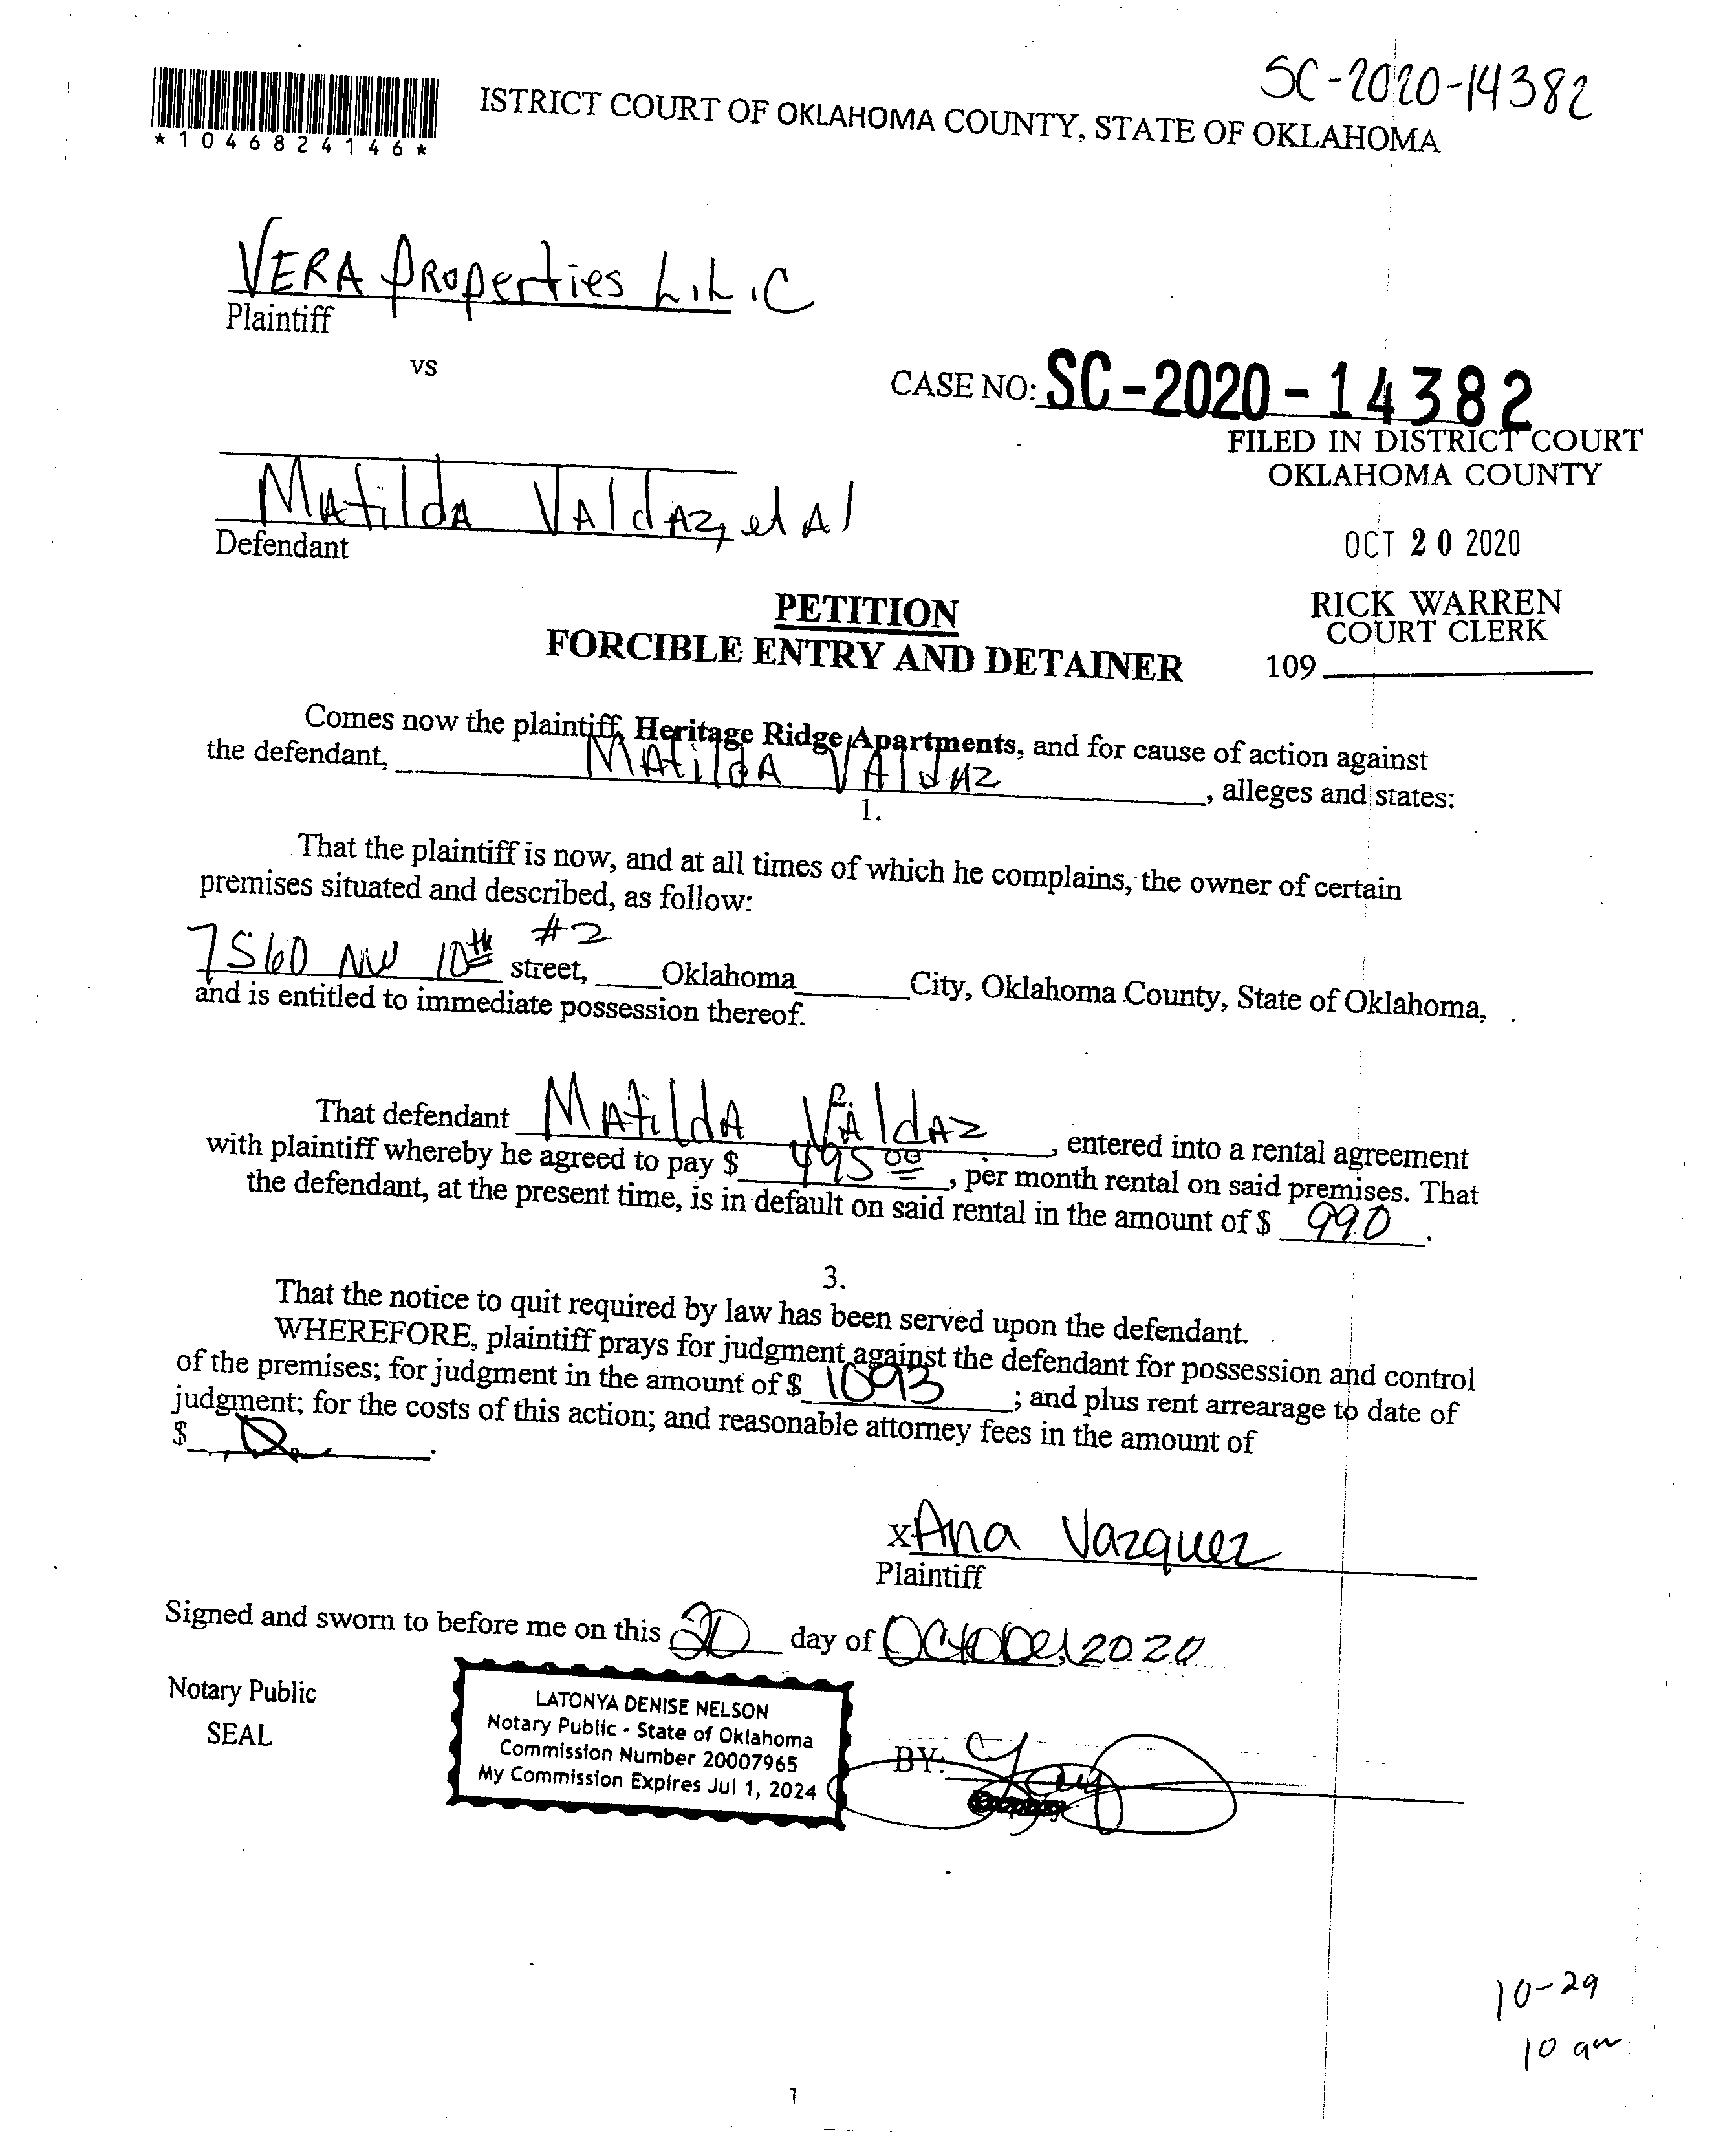 SC-2020-14382
*1046824146*
ISTRICT COURT OF OKLAHOMA COUNTY, STATE OF OKLAHOMA
VERA Properties L.L.C
Plaintiff
vs
CASE NO: SC-2020-14382
FILED IN DISTRICT COURT
OKLAHOMA COUNTY
Matilda Valdaz, et al
Defendant
OCT 20 2020
PETITION
FORCIBLE ENTRY AND DETAINER
RICK WARREN
COURT CLERK
109
Comes now the plaintiff, Heritage Ridge Apartments, and for cause of action against
the defendant, Matilda Valdaz, alleges and states:
1.
That the plaintiff is now, and at all times of which he complains, the owner of certain
premises situated and described, as follow:
#2
7560 NW 10th street, Oklahoma City, Oklahoma County, State of Oklahoma,
and is entitled to immediate possession thereof.
2.
That defendant Matilda Valdaz, entered into a rental agreement
with plaintiff whereby he agreed to pay $ 495.00, per month rental on said premises. That
the defendant, at the present time, is in default on said rental in the amount of $ 990.
3.
That the notice to quit required by law has been served upon the defendant.
WHEREFORE, plaintiff prays for judgment against the defendant for possession and control
of the premises; for judgment in the amount of $ 1093; and plus rent arrearage to date of
judgment; for the costs of this action; and reasonable attorney fees in the amount of
$
x Ana Vazquez
Plaintiff
Signed and sworn to before me on this 20 day of October, 2020
Notary Public
SEAL
LATONYA DENISE NELSON
Notary Public - State of Oklahoma
Commission Number 20007965
My Commission Expires Jul 1, 2024
BY:
10-29
10 am
1